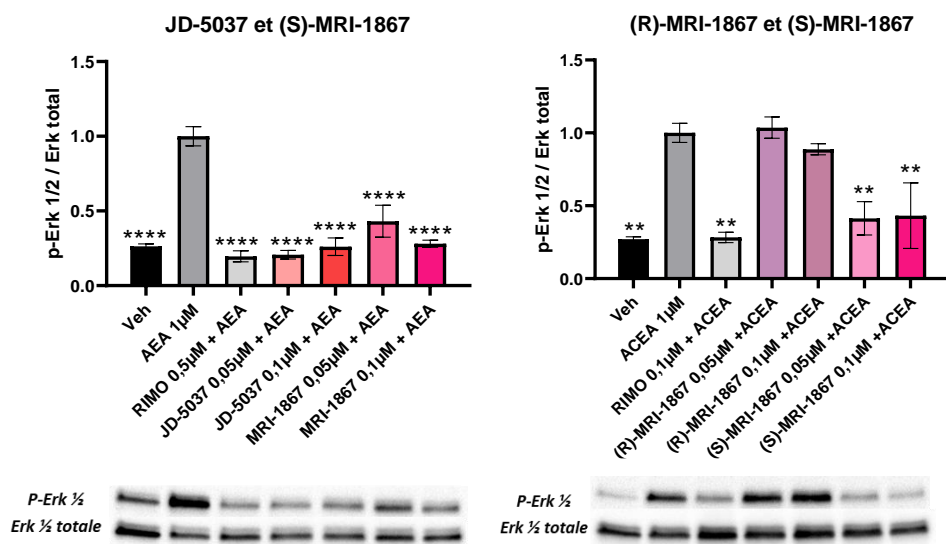 JD-5037 et (S)-MRI-1867
p-Erk 1/2 / Erk total
1.5
1.0
0.5
0.0
****
****
****
****
****
****
Veh
AEA 1µM
RIMO 0,5µM + AEA
JD-5037 0,05µM + AEA
JD-5037 0,1µM + AEA
MRI-1867 0,05µM + AEA
MRI-1867 0,1µM + AEA
P-Erk ½
Erk ½ totale
(R)-MRI-1867 et (S)-MRI-1867
p-Erk 1/2 / Erk total
1.5
1.0
0.5
0.0
**
**
**
**
Veh
ACEA 1µM
RIMO 0,1µM + ACEA
(R)-MRI-1867 0,05µM +ACEA
(R)-MRI-1867 0,1µM +ACEA
(S)-MRI-1867 0,05µM +ACEA
(S)-MRI-1867 0,1µM +ACEA
P-Erk ½
Erk ½ totale